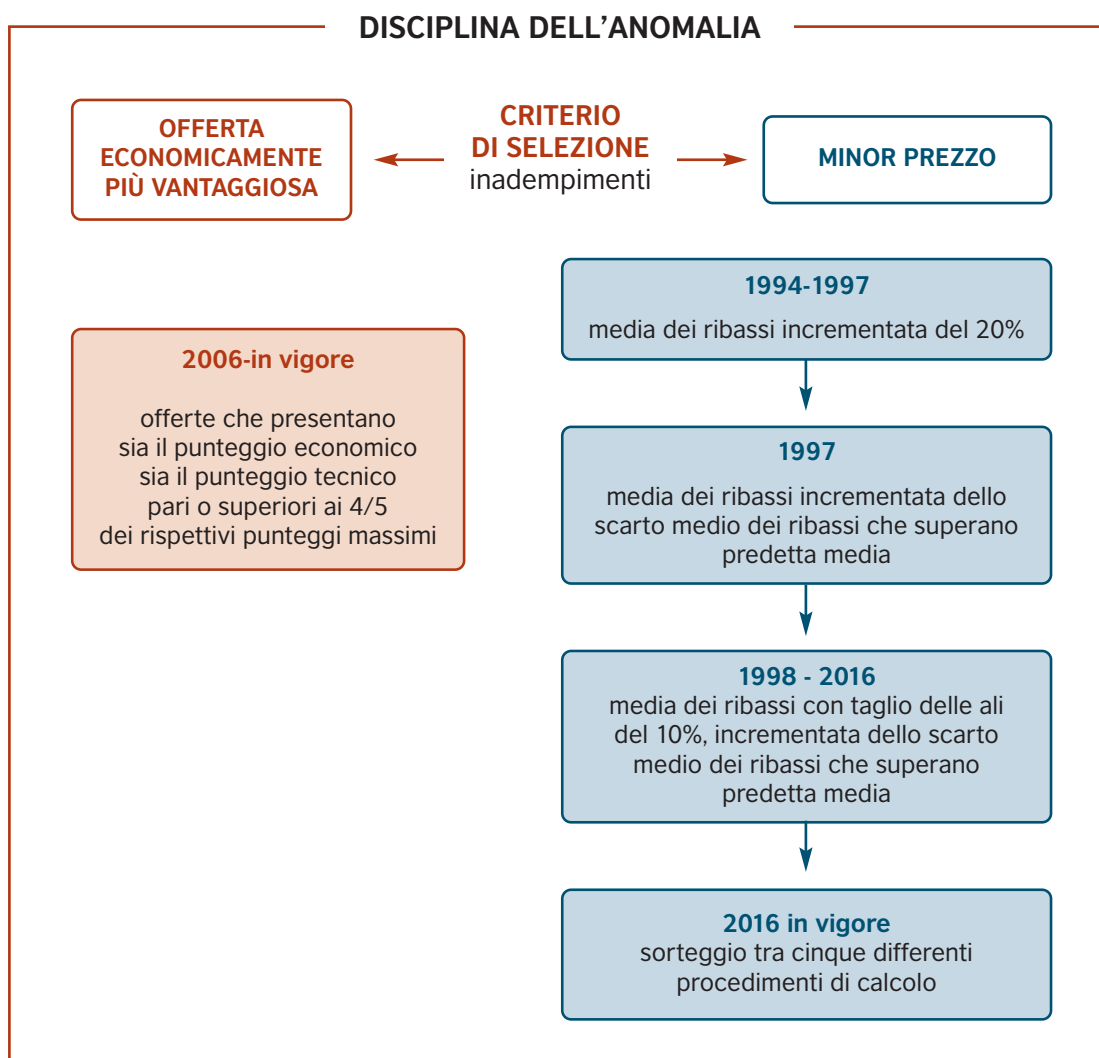 DISCIPLINA DELL’ANOMALIA
OFFERTA
ECONOMICAMENTE
PIÙ VANTAGGIOSA
CRITERIO
DI SELEZIONE
inadempimenti
MINOR PREZZO
2006-in vigore
offerte che presentano
sia il punteggio economico
sia il punteggio tecnico
pari o superiori ai 4/5
dei rispettivi punteggi massimi
1994-1997
media dei ribassi incrementata del 20%
1997
media dei ribassi incrementata dello
scarto medio dei ribassi che superano
predetta media
1998 - 2016
media dei ribassi con taglio delle ali
del 10%, incrementata dello scarto
medio dei ribassi che superano
predetta media
2016 in vigore
sorteggio tra cinque differenti
procedimenti di calcolo